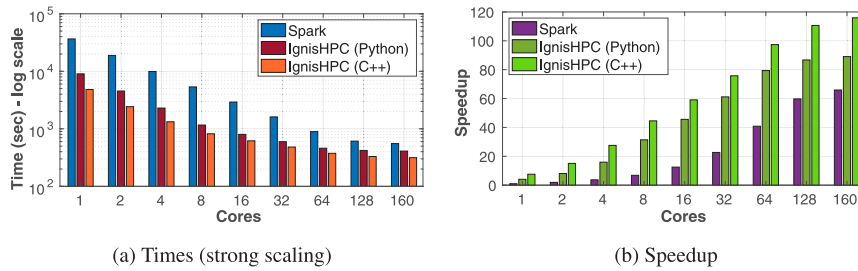 10^5
10^4
10^3
10^2
Time (sec) - log scale
Spark
IgnisHPC (Python)
IgnisHPC (C++)
1 2 4 8 16 32 64 128 160
Cores
(a) Times (strong scaling)
120
100
80
60
40
20
0
Speedup
Spark
IgnisHPC (Python)
IgnisHPC (C++)
1 2 4 8 16 32 64 128 160
Cores
(b) Speedup